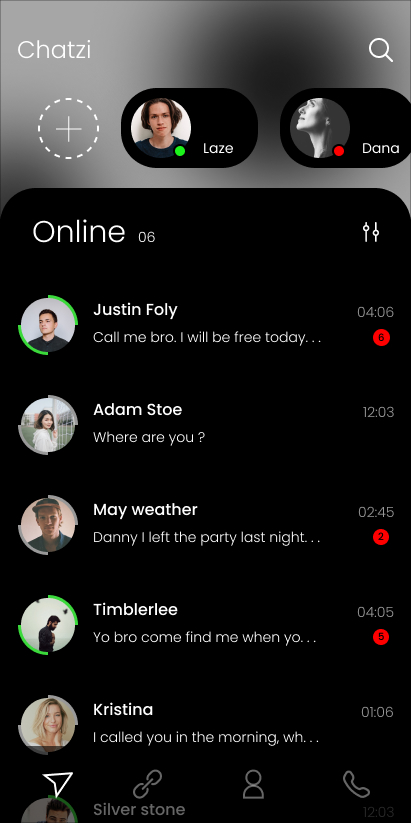 Chatzi
Laze
Dana
Online 06
Justin Foly 04:06
Call me bro. I will be free today. . . 6
Adam Stoe 12:03
Where are you ?
May weather 02:45
Danny I left the party last night. . . 2
Timblerlee 04:05
Yo bro come find me when yo. . . 5
Kristina 01:06
I called you in the morning, wh. . .
Silver stone 12:03